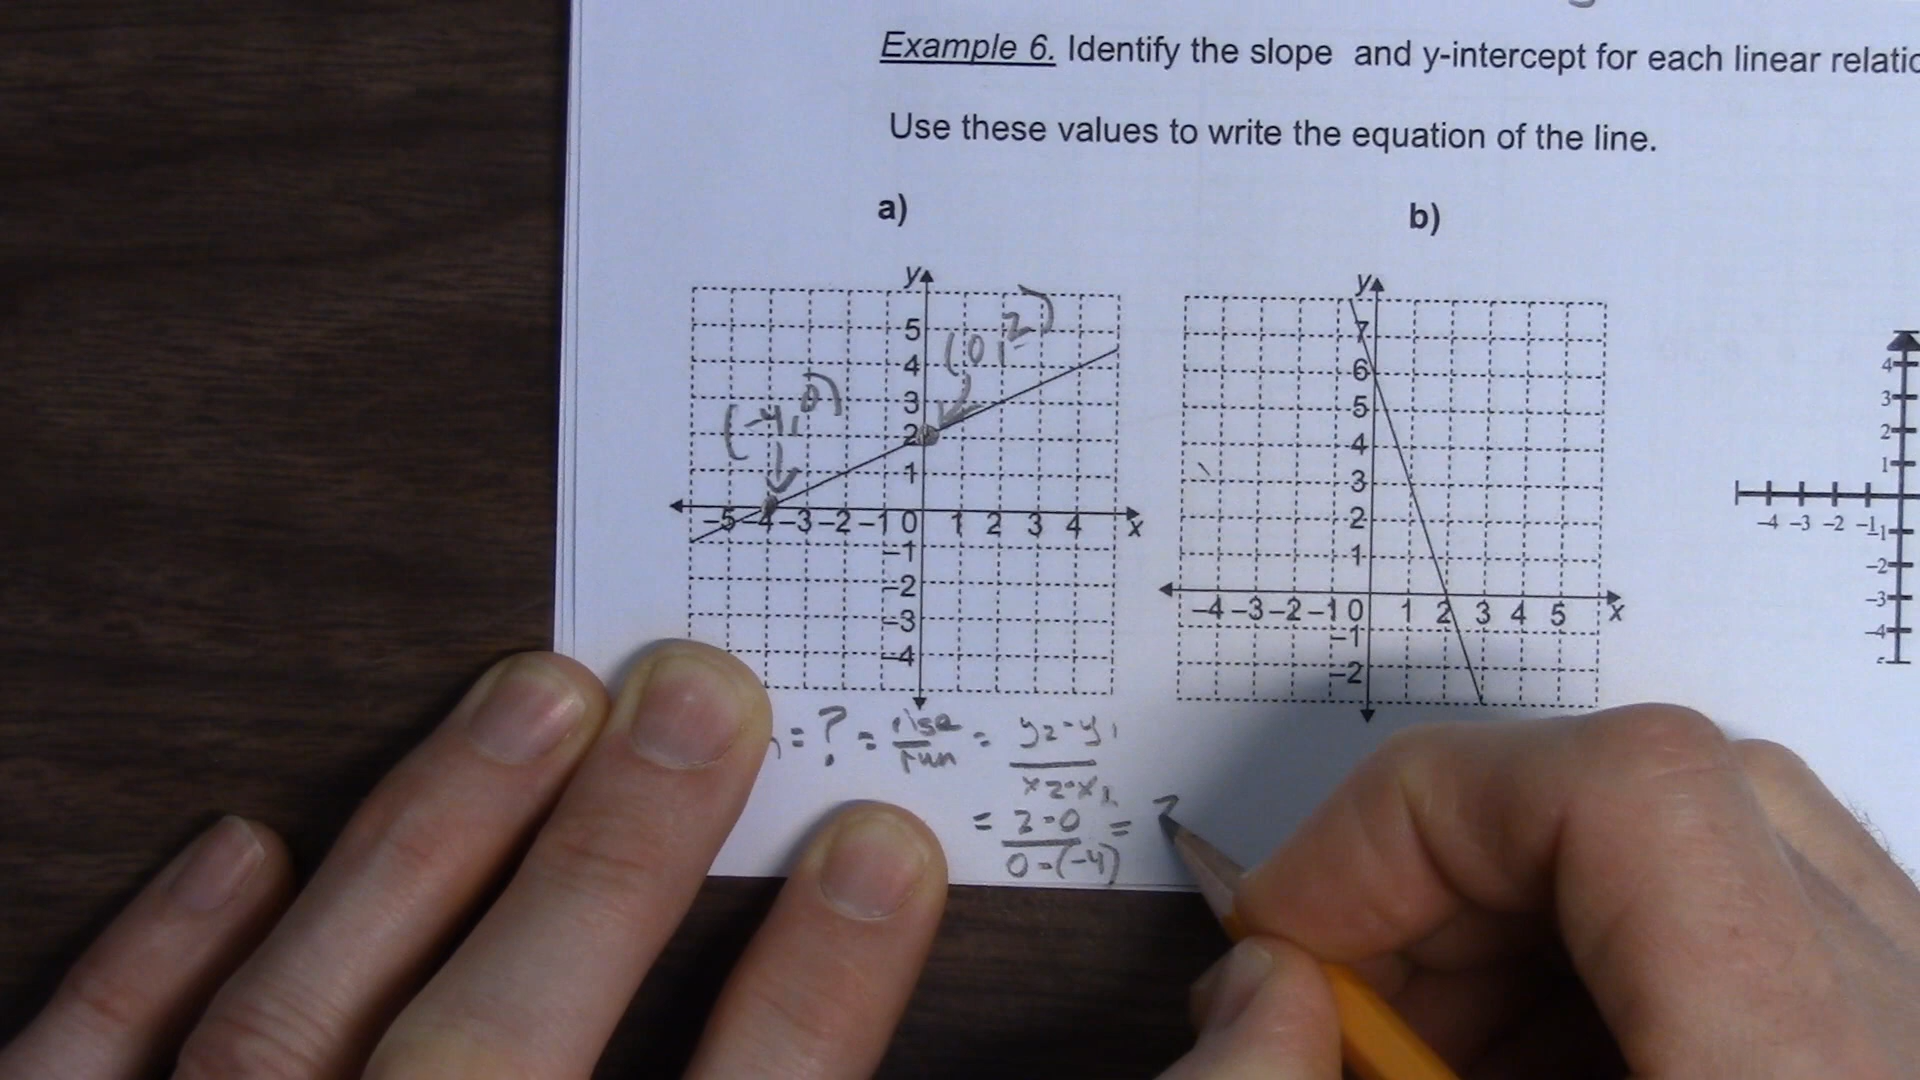 Example 6. Identify the slope and y-intercept for each linear relatio
Use these values to write the equation of the line.
a)
b)
y
5
4
3
2
1
–5 –4 –3 –2 –1 0 1 2 3 4 x
–1
–2
–3
–4
(-4, 0)
(0, 2)
y
7
6
5
4
3
2
1
–4 –3 –2 –1 0 1 2 3 4 5 x
–1
–2
4
3
2
1
–4 –3 –2 –1
–1
–2
–3
–4
= ? = rise/run = y2-y1/x2-x1
= 2-0/0-(-4) =